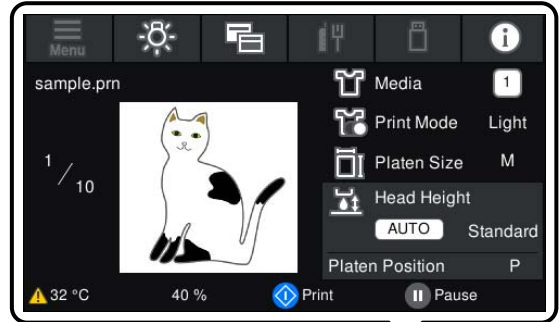 Menu
sample.prn
1/10
Media 1
Print Mode Light
Platen Size M
Head Height
AUTO Standard
Platen Position P
32 °C 40 % Print Pause